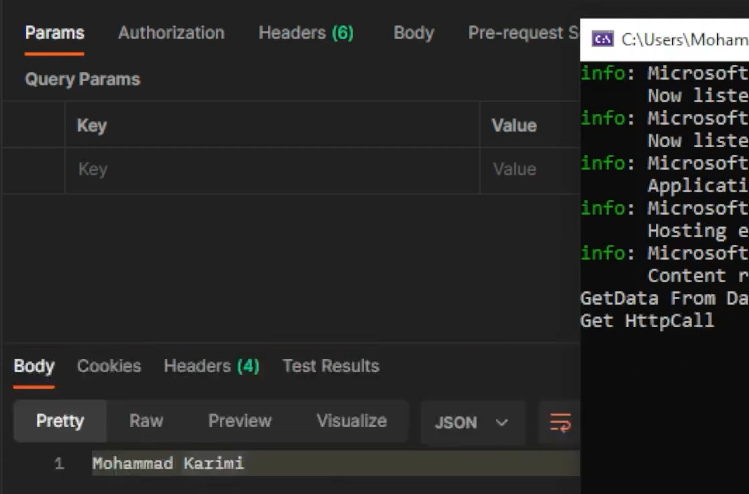 Params Authorization Headers (6) Body Pre-request S
Query Params
Key Value
Key Value
C:\Users\Moham
info: Microsoft
Now liste
info: Microsoft
Now liste
info: Microsoft
Applicati
info: Microsoft
Hosting e
info: Microsoft
Content r
GetData From Da
Get HttpCall
Body Cookies Headers (4) Test Results
Pretty Raw Preview Visualize JSON
1 Mohammad Karimi